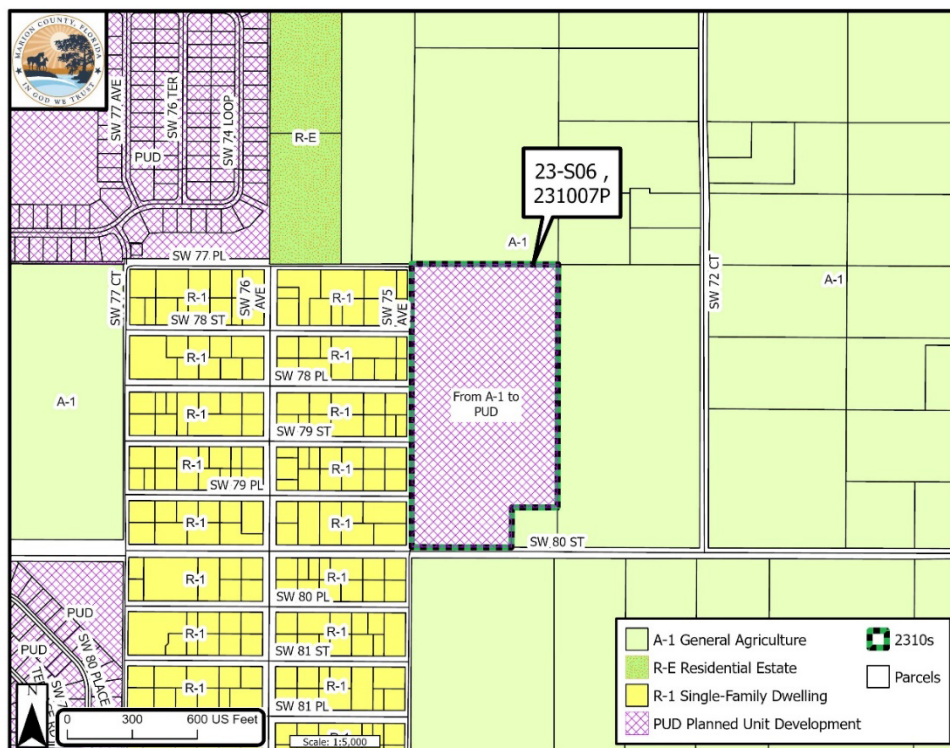 MARION COUNTY, FLORIDA
IN GOD WE TRUST
SW 77 AVE
SW 76 TER
SW 74 LOOP
PUD
R-E
23-S06 ,
231007P
A-1
SW 77 PL
SW 77 CT
R-1
SW 76
AVE
R-1
SW 75
AVE
SW 72 CT
A-1
SW 78 ST
R-1
R-1
SW 78 PL
A-1
From A-1 to
PUD
R-1
R-1
SW 79 ST
R-1
R-1
SW 79 PL
R-1
R-1
SW 80 ST
R-1
R-1
SW 80 PL
PUD
PUD
SW 80 PLACE
R-1
R-1
SW 81 ST
R-1
R-1
SW 81 PL
R-1
N
0 300 600 US Feet
Scale: 1:5,000
A-1 General Agriculture
R-E Residential Estate
R-1 Single-Family Dwelling
PUD Planned Unit Development
2310s
Parcels